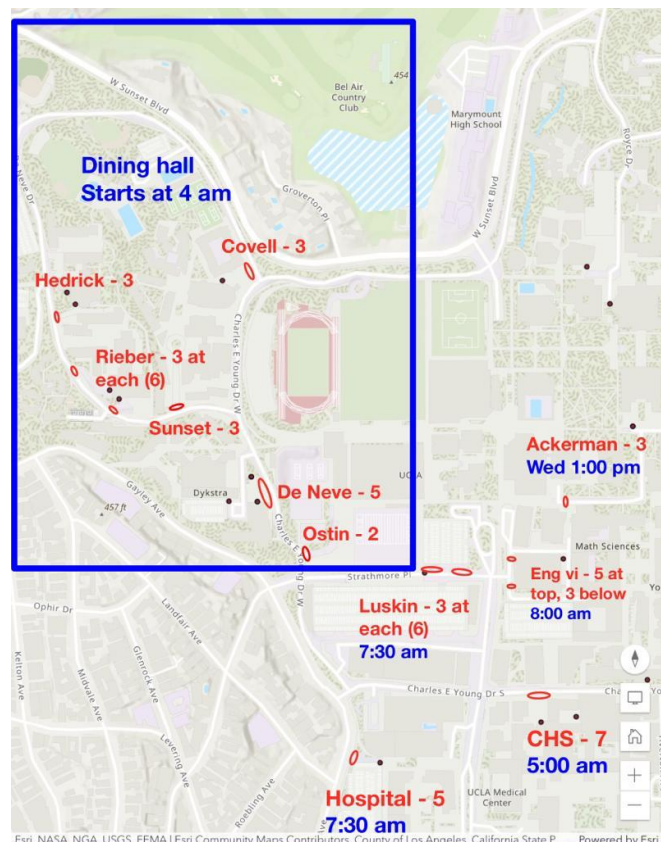 W Sunset Blvd
454
Bel Air
Country
Club
Marymount
High School
Royce Dr
W Sunset Blvd
Groverton Pl
Dining hall
Starts at 4 am
Covell - 3
Hedrick - 3
Charles E Young Dr W
Rieber - 3 at
each (6)
Sunset - 3
Ackerman - 3
Wed 1:00 pm
UCLA
De Neve - 5
Dykstra
Gayley Ave
457 ft
Ostin - 2
Charles E Young Dr W
Math Sciences
Strathmore Pl
Eng vi - 5 at
top, 3 below
8:00 am
Luskin - 3 at
each (6)
7:30 am
Ophir Dr
Landfair Ave
Glenrock Ave
Kelton Ave
Midvale Ave
Levering Ave
Roebling Ave
Charles E Young Dr S
CHS - 7
5:00 am
UCLA Medical
Center
Hospital - 5
7:30 am
Esri, NASA, NGA, USGS, FEMA | Esri Community Maps Contributors, County of Los Angeles, California State P... Powered by Esri